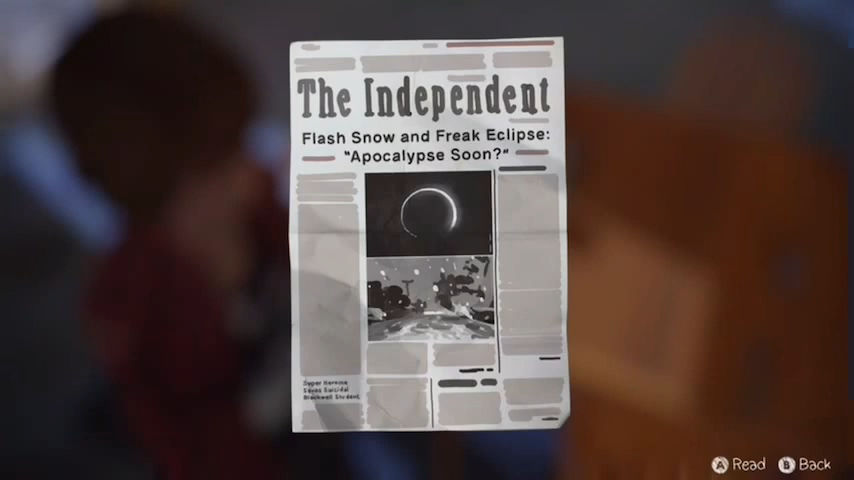 The Independent
Flash Snow and Freak Eclipse:
"Apocalypse Soon?"
Super Heroine
Saves Suicidal
Blackwell Student
A Read B Back